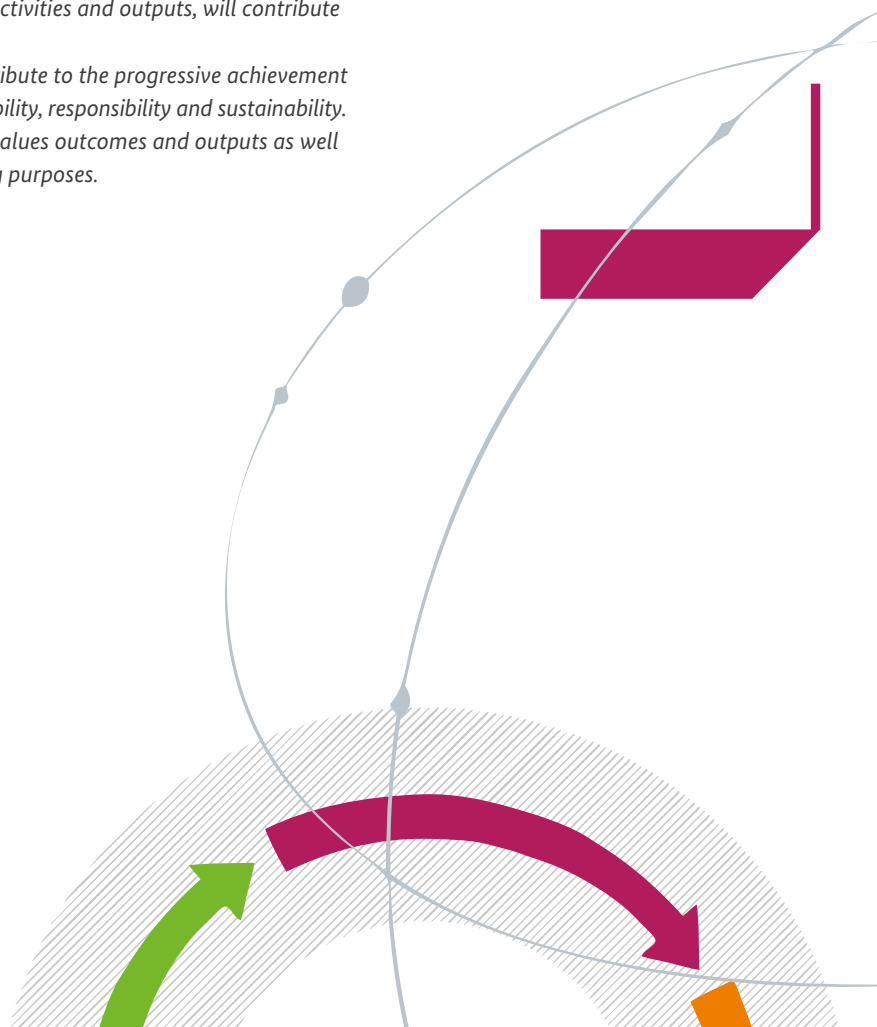 ctivities and outputs, will contribute
ibute to the progressive achievement
bility, responsibility and sustainability.
alues outcomes and outputs as well
purposes.